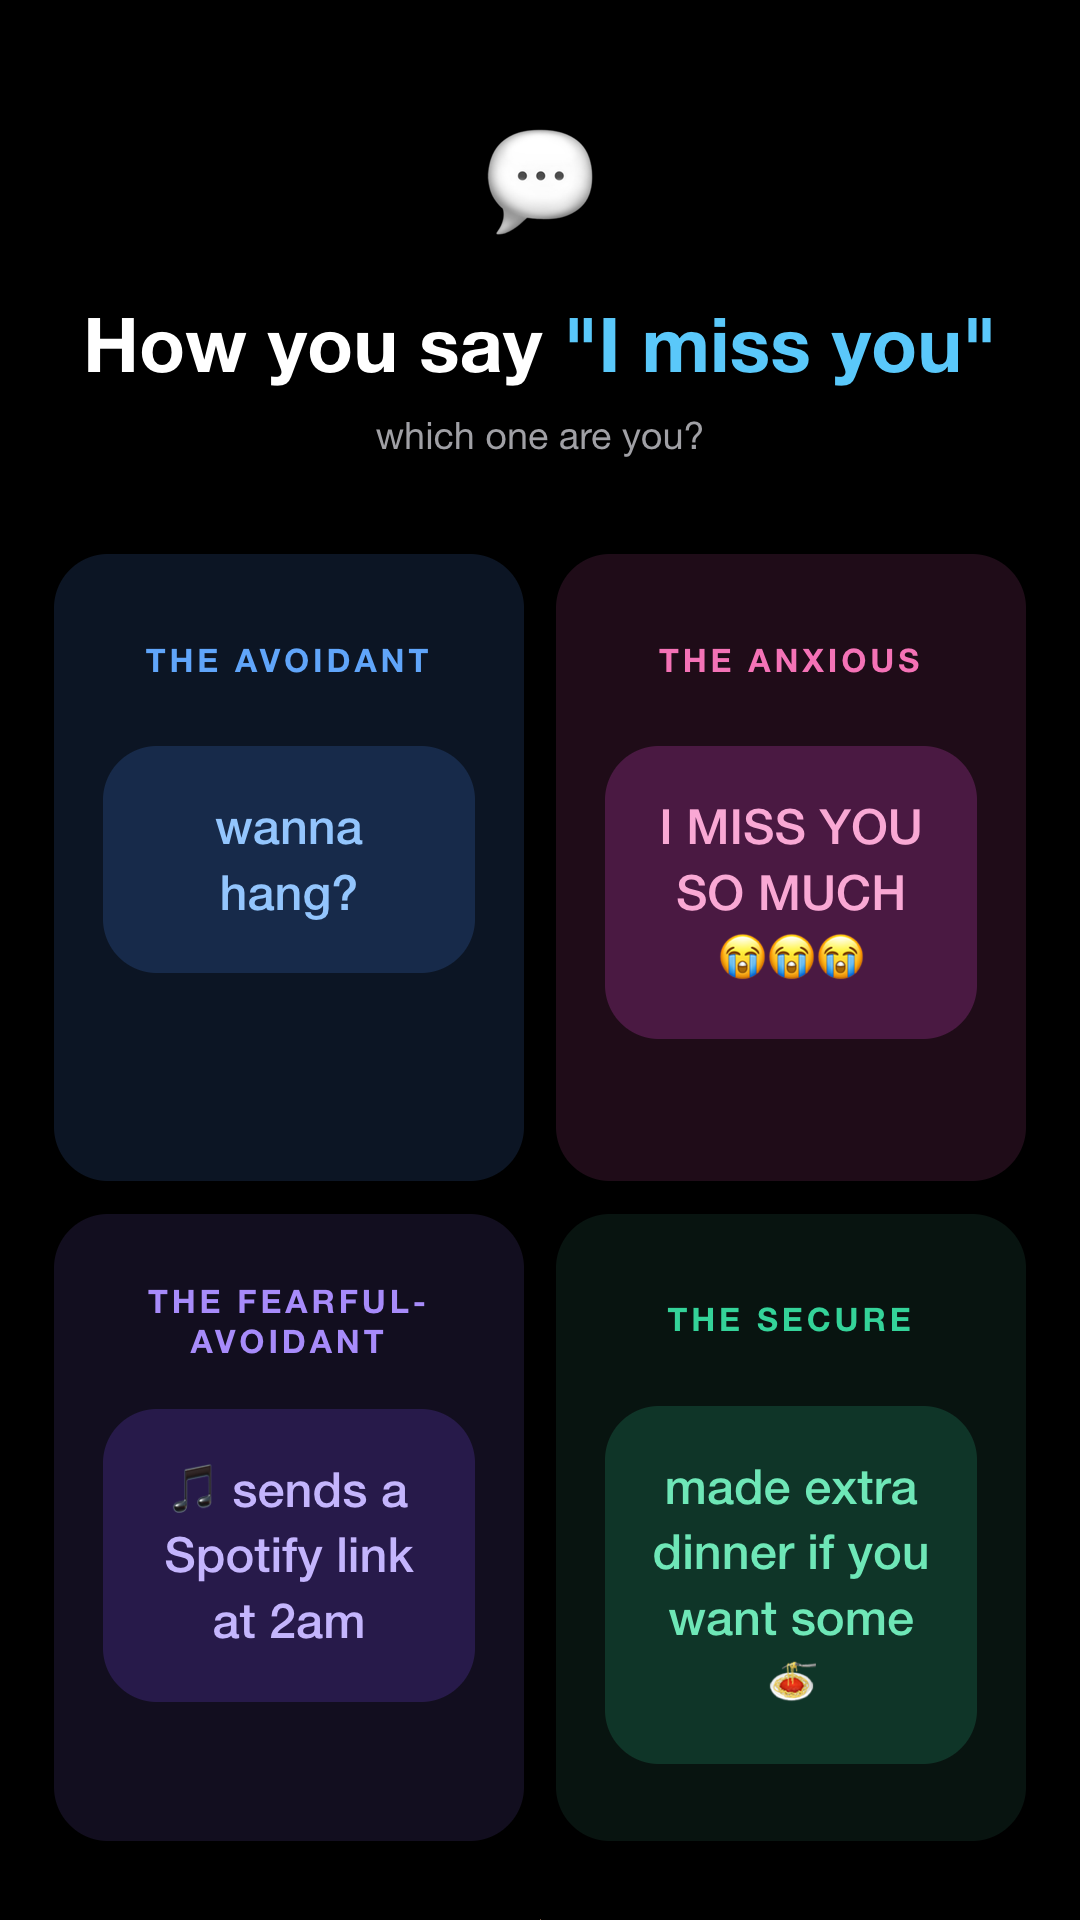 How you say "I miss you"
which one are you?
THE AVOIDANT
wanna
hang?
THE ANXIOUS
I MISS YOU
SO MUCH
😭😭😭
THE FEARFUL-
AVOIDANT
🎵 sends a
Spotify link
at 2am
THE SECURE
made extra
dinner if you
want some
🍝